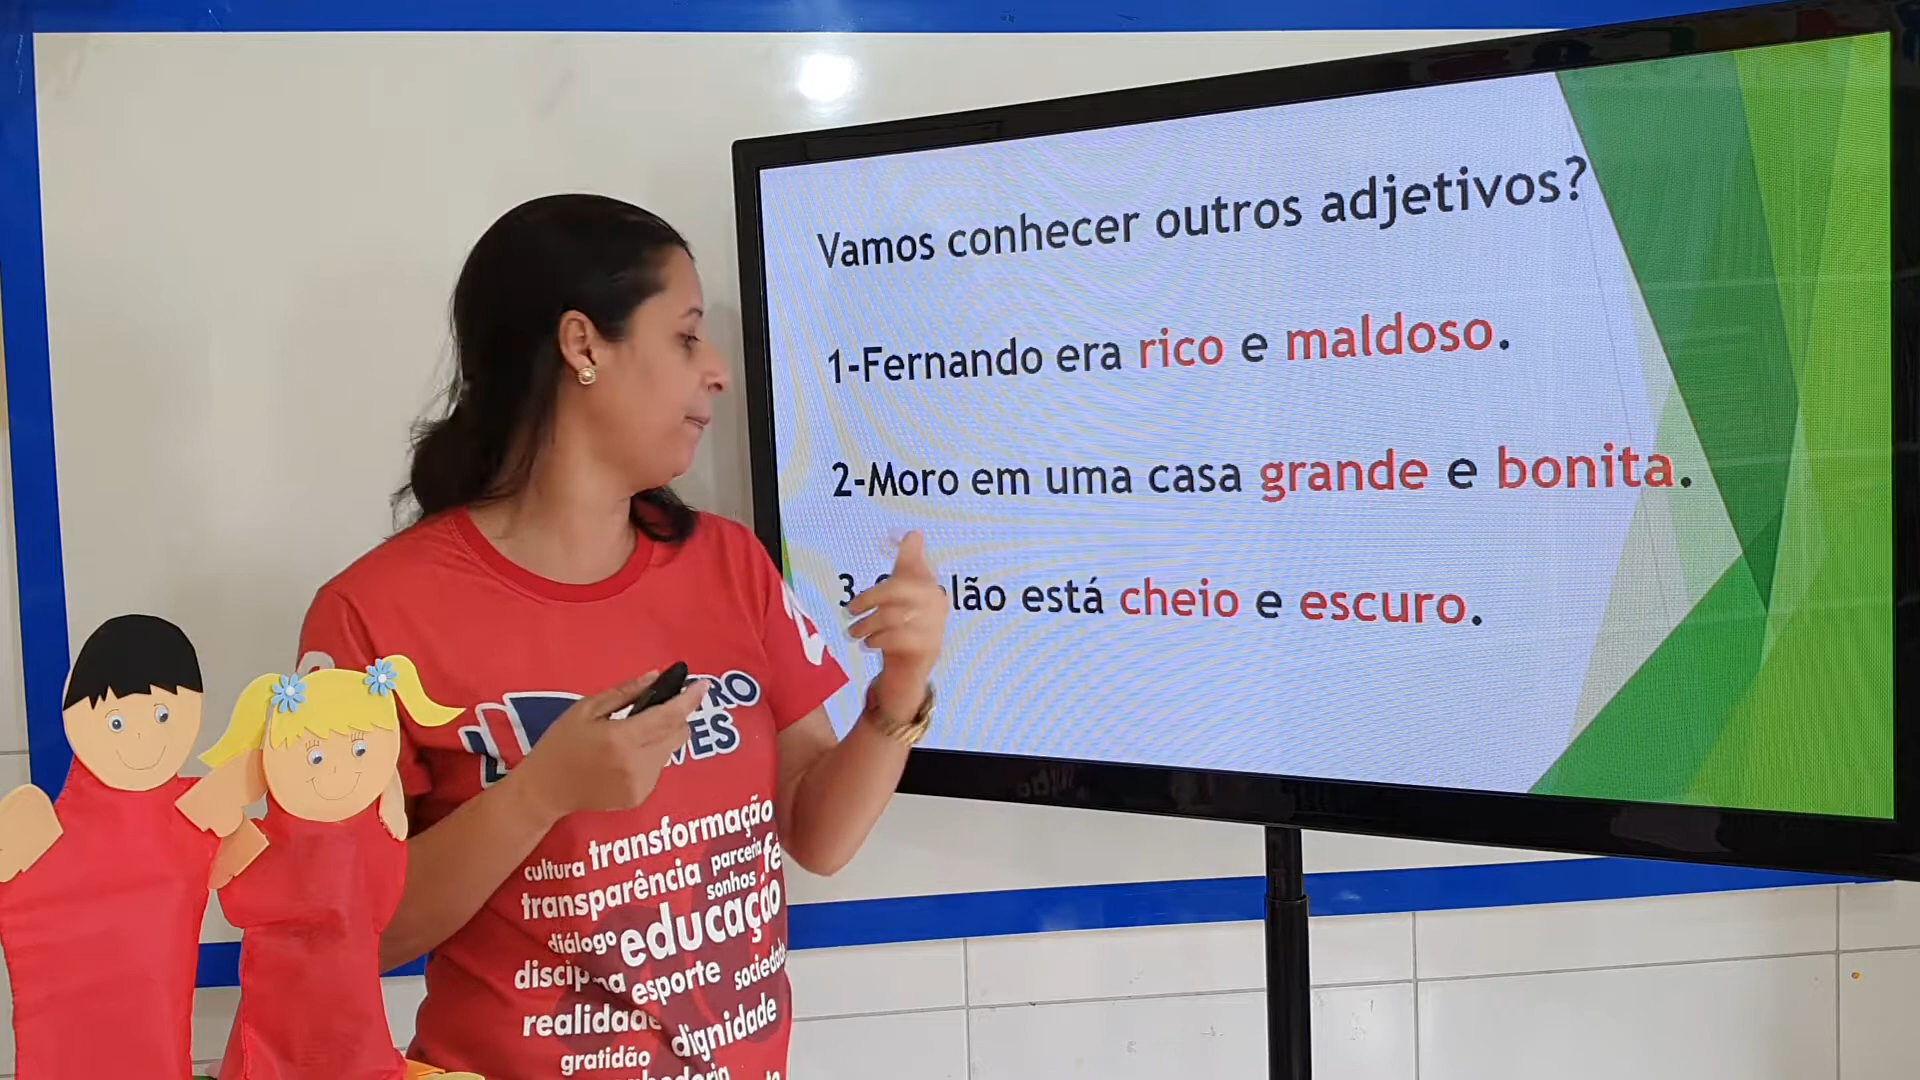 Vamos conhecer outros adjetivos?
1-Fernando era rico e maldoso.
2-Moro em uma casa grande e bonita.
está cheio e escuro.
cultura transformação
transparência parceria fé
sonhos
diálogo educação
esporte sociedade
realidade
gratidão dignidade